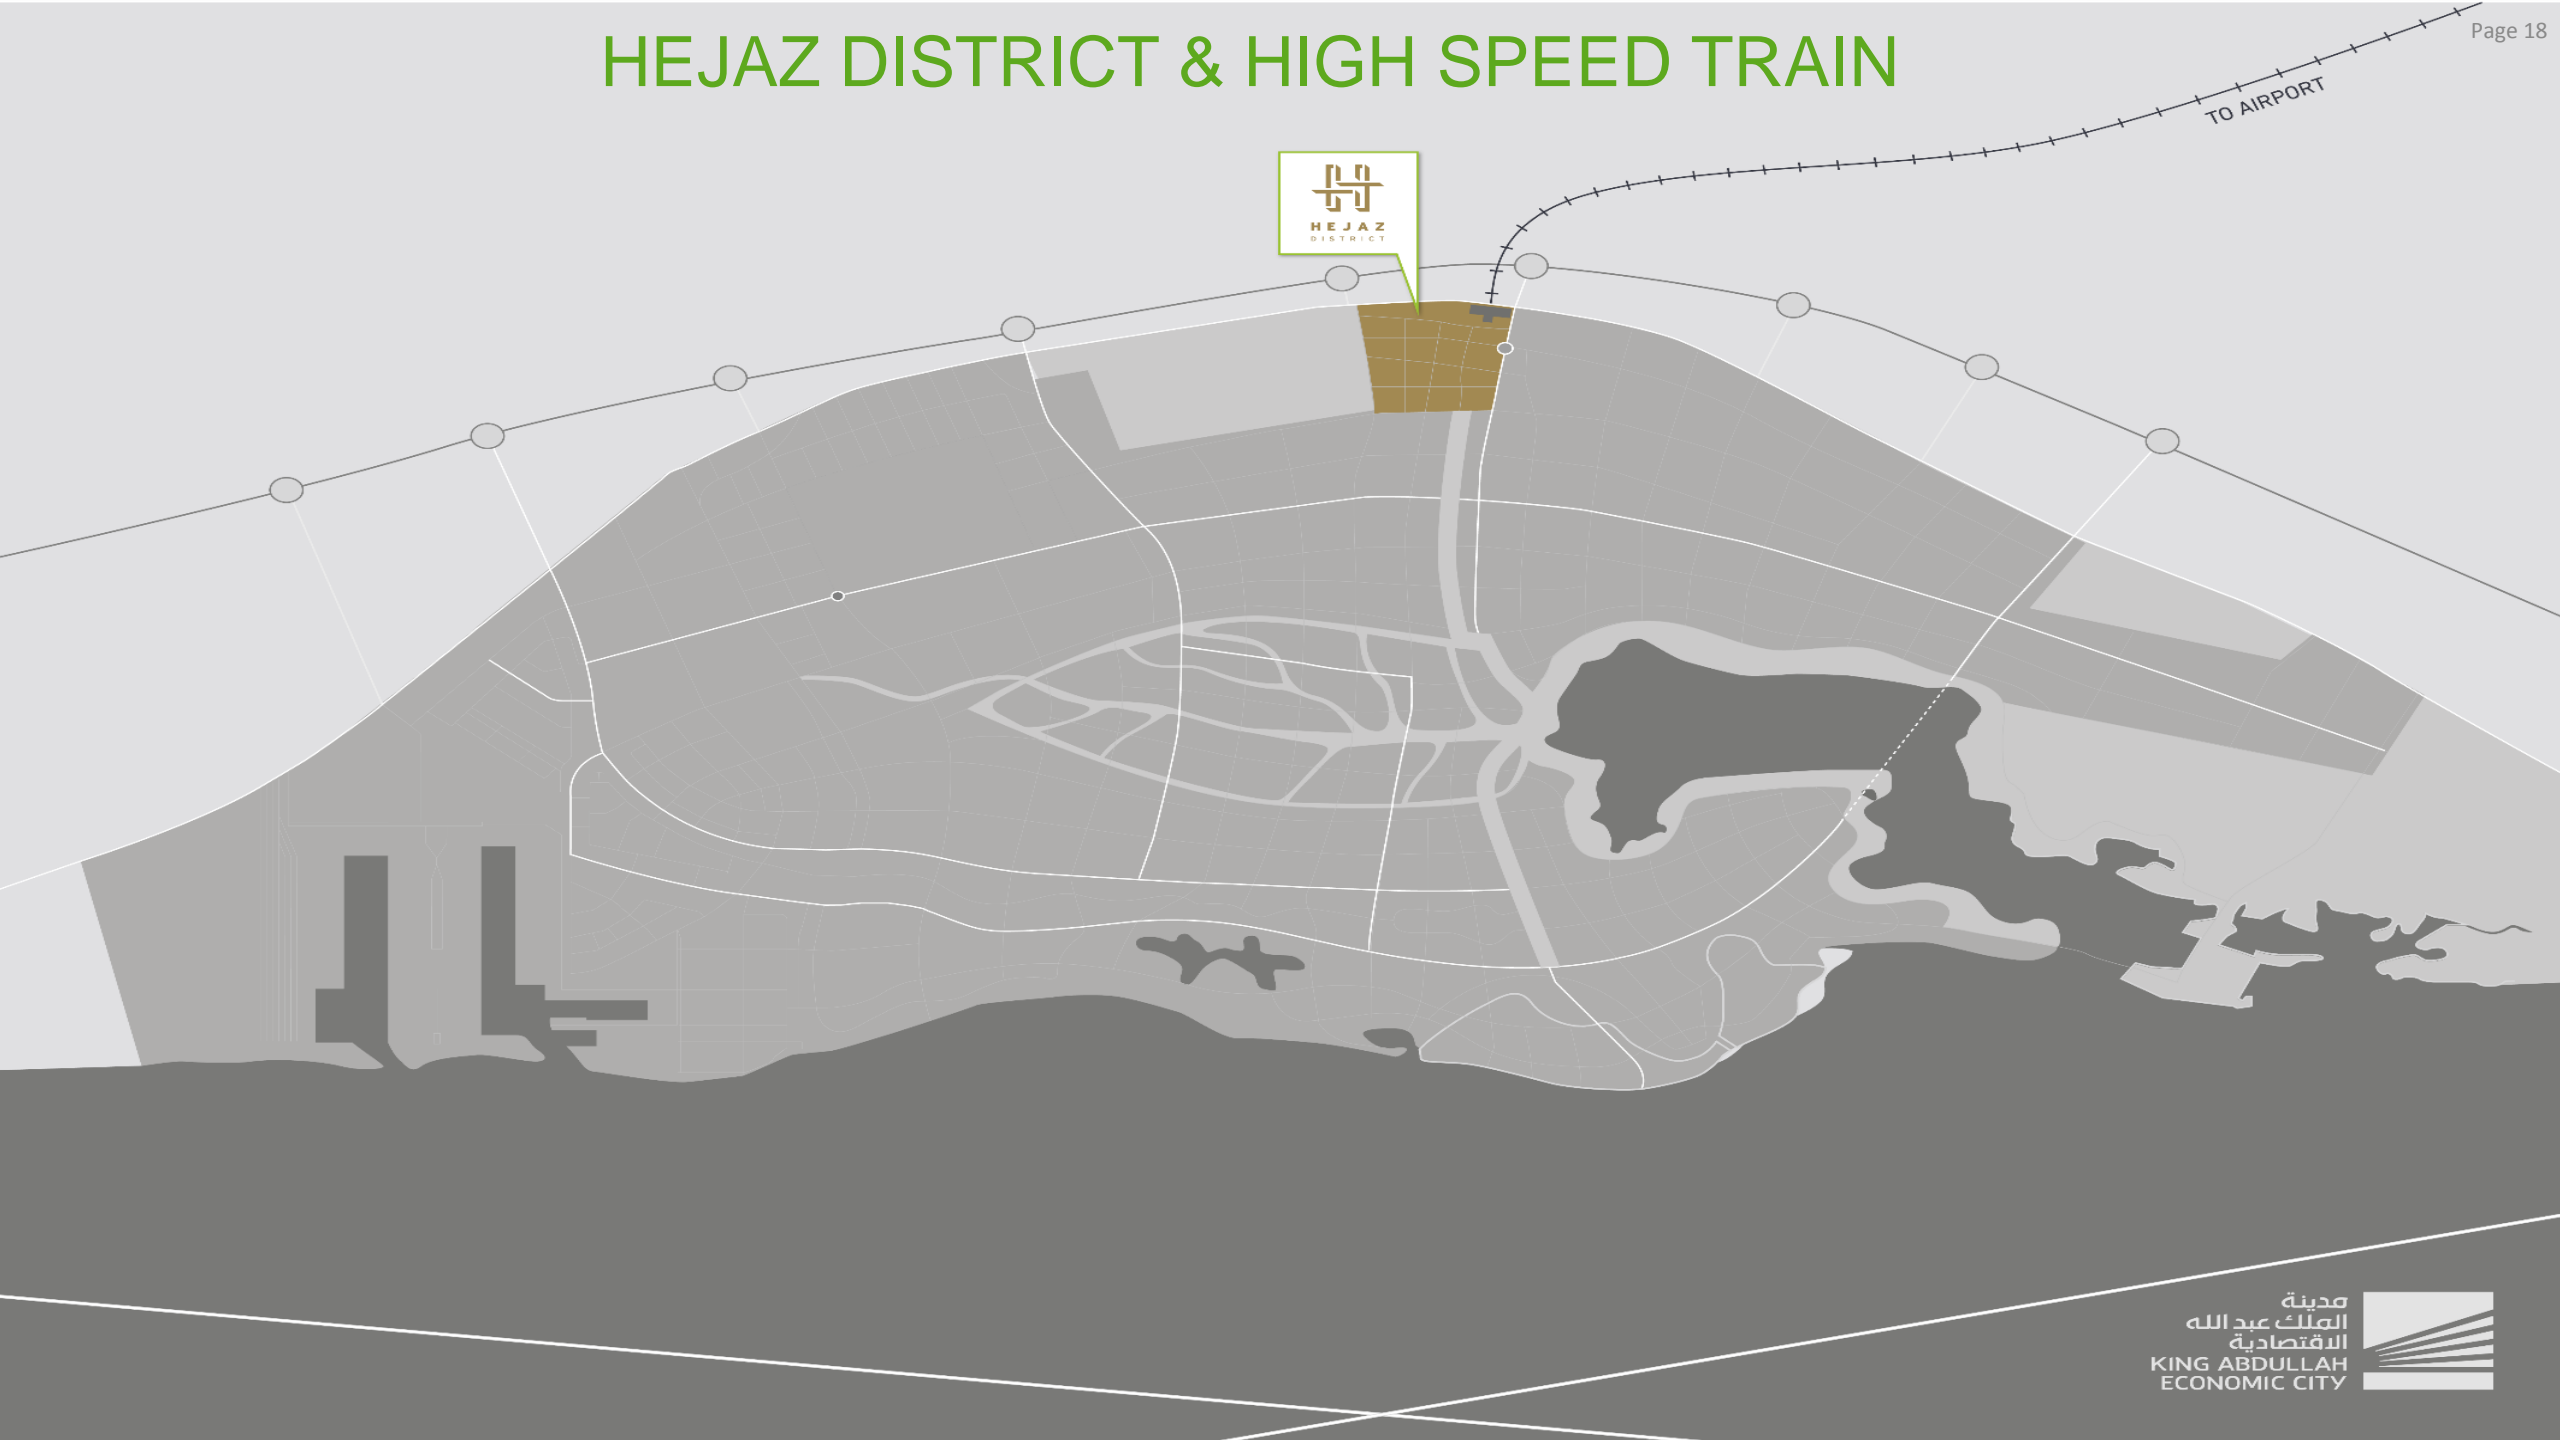 Page 18
HEJAZ DISTRICT & HIGH SPEED TRAIN
TO AIRPORT
HEJAZ
DISTRICT
مدينة
الملك عبد الله
الاقتصادية
KING ABDULLAH
ECONOMIC CITY